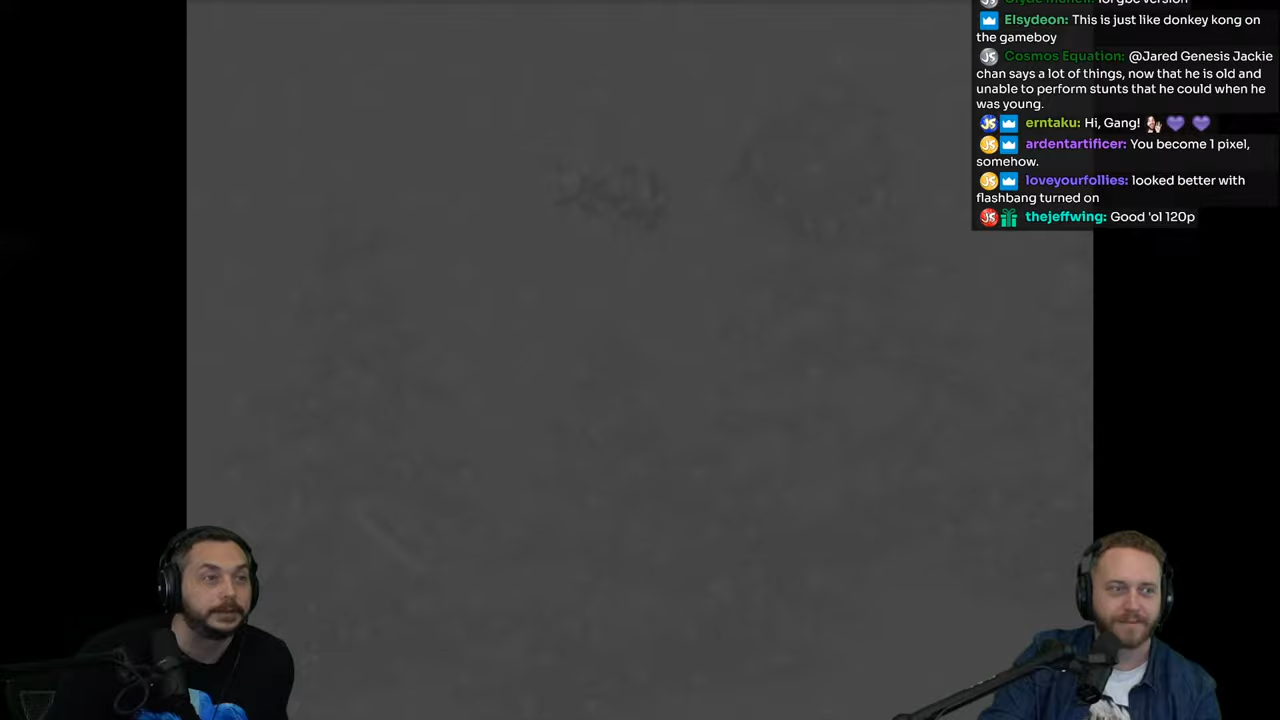 Elsydeon: This is just like donkey kong on
the gameboy
Cosmos Equation: @Jared Genesis Jackie
chan says a lot of things, now that he is old and
unable to perform stunts that he could when he
was young.
erntaku: Hi, Gang!
ardentartificer: You become 1 pixel,
somehow.
loveyourfollies: looked better with
flashbang turned on
thejeffwing: Good 'ol 120p